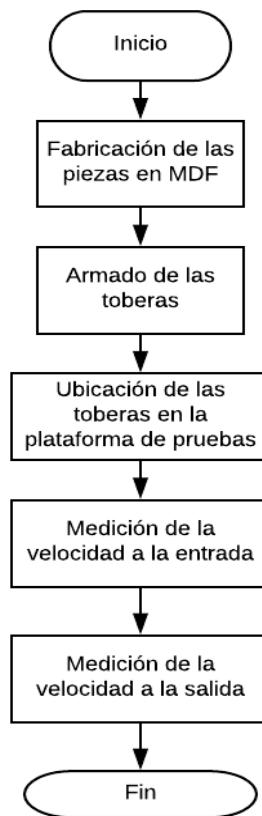 Inicio
Fabricación de las
piezas en MDF
Armado de las
toberas
Ubicación de las
toberas en la
plataforma de pruebas
Medición de la
velocidad a la entrada
Medición de la
velocidad a la salida
Fin